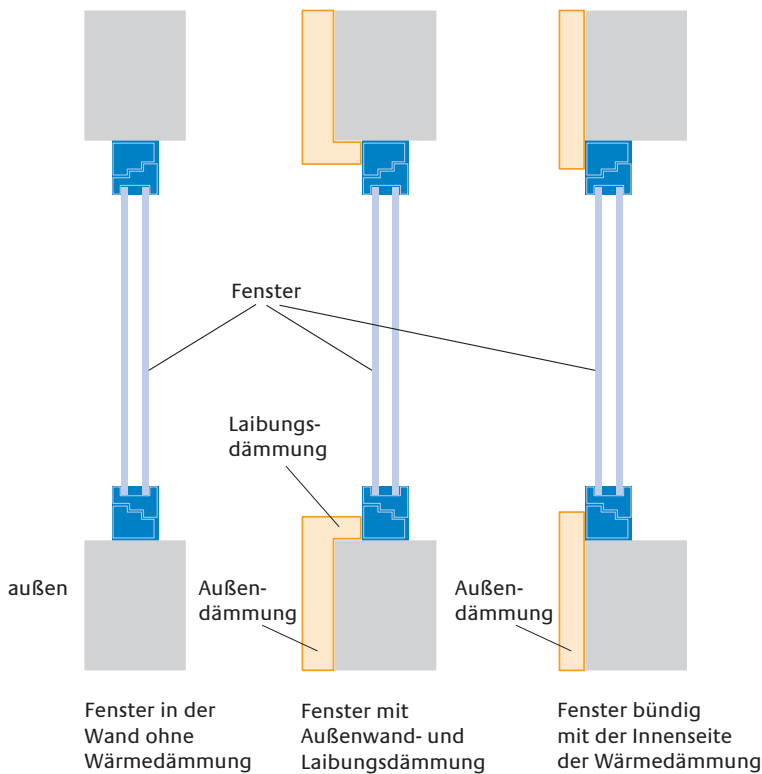 Fenster
Laibungs-
dämmung
außen
Außen-
dämmung
Außen-
dämmung
Fenster in der
Wand ohne
Wärmedämmung
Fenster mit
Außenwand- und
Laibungsdämmung
Fenster bündig
mit der Innenseite
der Wärmedämmung